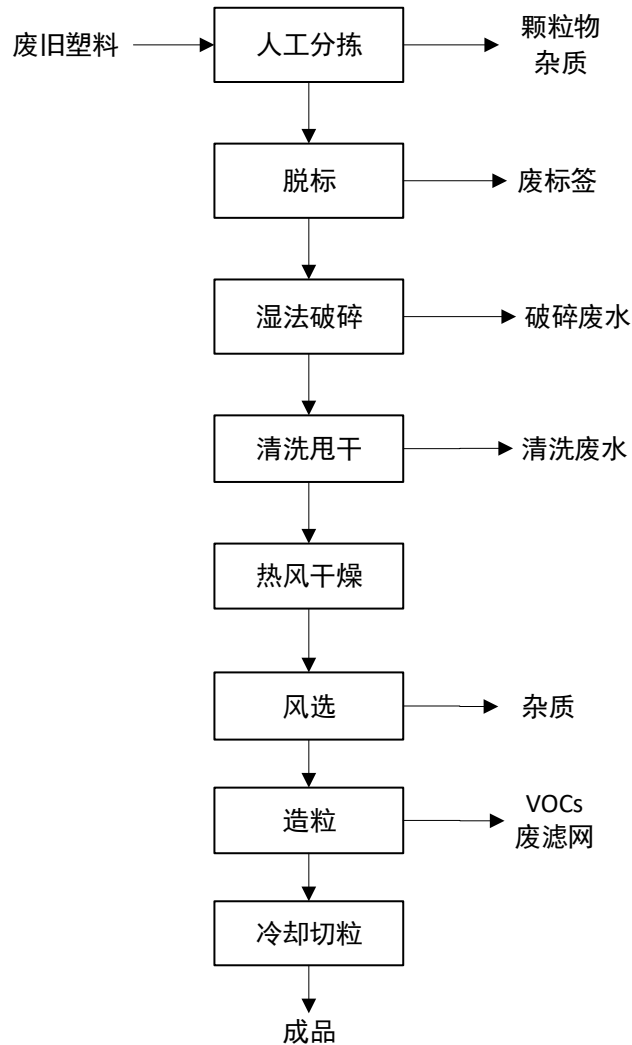 废旧塑料
人工分拣
颗粒物
杂质
脱标
废标签
湿法破碎
破碎废水
清洗甩干
清洗废水
热风干燥
风选
杂质
造粒
VOCs
废滤网
冷却切粒
成品